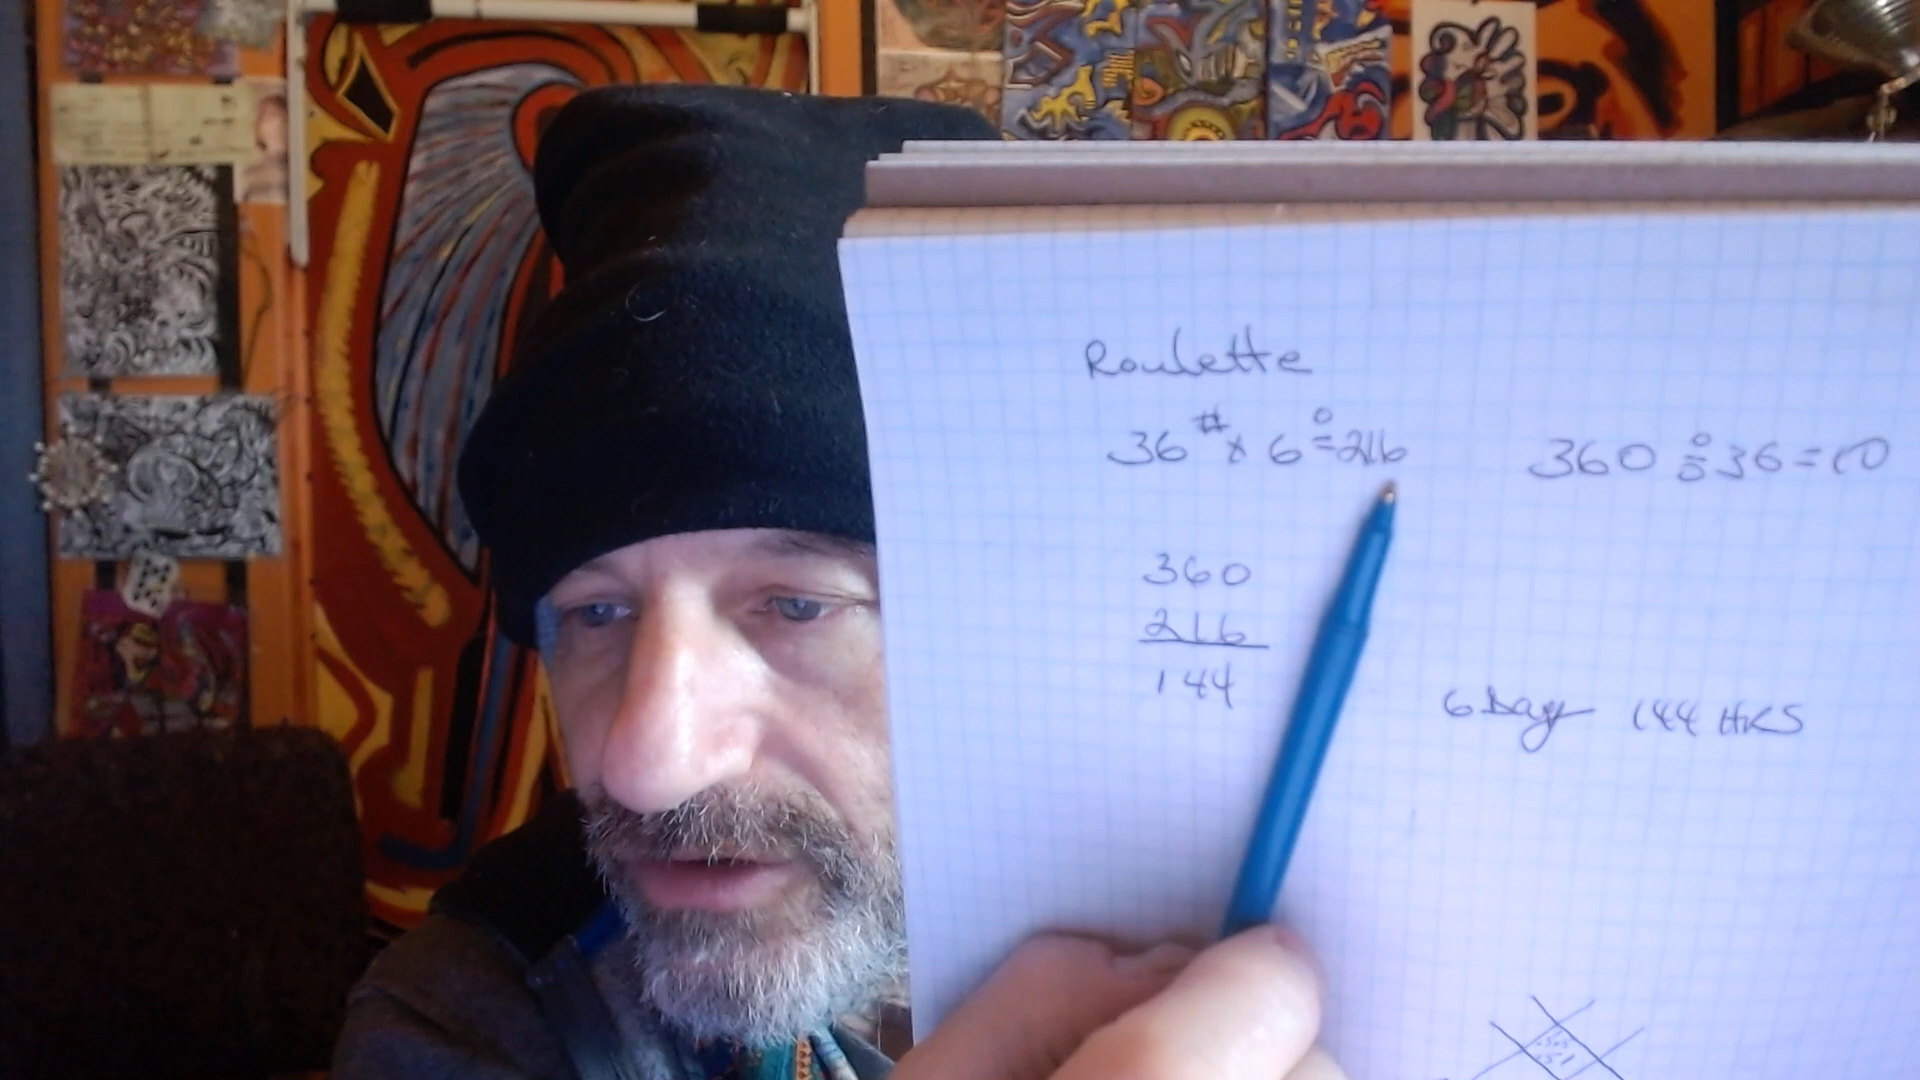 Roulette
36# x 6°=216
360 ÷ 36=10
360
216
144
6 Days 144 HRS